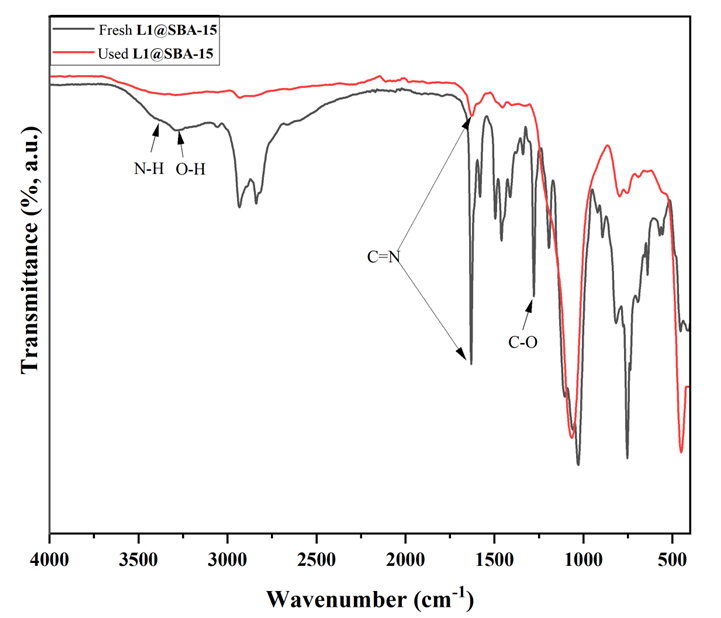 Fresh L1@SBA-15
Used L1@SBA-15
N-H
O-H
C=N
C-O
Transmittance (%, a.u.)
4000 3500 3000 2500 2000 1500 1000 500
Wavenumber (cm⁻¹)